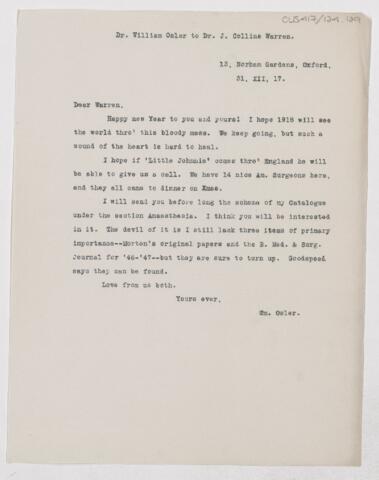 CUS417/124.129
Dr. William Osler to Dr. J. Collins Warren.
13, Norham Gardens, Oxford,
31. XII, 17.
Dear Warren,
Happy new Year to you and yours! I hope 1918 will see
the world thro' this bloody mess. We keep going, but such a
wound of the heart is hard to heal.
I hope if 'Little Johnnie' comes thro' England he will
be able to give us a call. We have 14 nice Am. Surgeons here,
and they all came to dinner on Xmas.
I will send you before long the scheme of my Catalogue
under the section Anaesthesia. I think you will be interested
in it. The devil of it is I still lack three items of primary
importance--Morton's original papers and the B. Med. & Surg.
Journal for '46-'47--but they are sure to turn up. Goodspeed
says they can be found.
Love from us both.
Yours ever,
Wm. Osler.